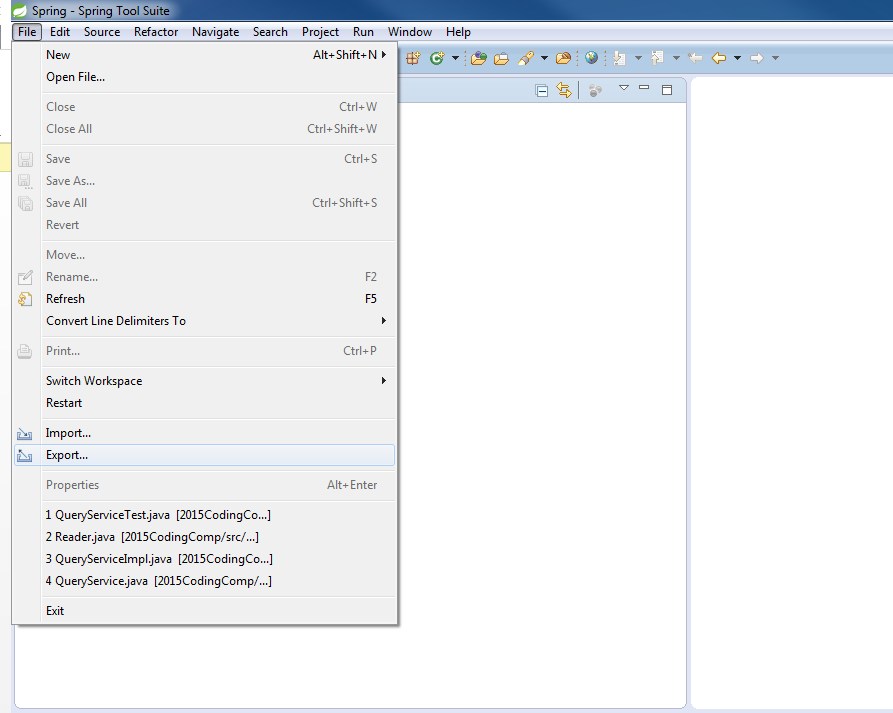 Spring - Spring Tool Suite
File Edit Source Refactor Navigate Search Project Run Window Help
New Alt+Shift+N
Open File...
Close Ctrl+W
Close All Ctrl+Shift+W
Save Ctrl+S
Save As...
Save All Ctrl+Shift+S
Revert
Move...
Rename... F2
Refresh F5
Convert Line Delimiters To
Print... Ctrl+P
Switch Workspace
Restart
Import...
Export...
Properties Alt+Enter
1 QueryServiceTest.java [2015CodingCo...]
2 Reader.java [2015CodingComp/src/...]
3 QueryServiceImpl.java [2015CodingCo...]
4 QueryService.java [2015CodingComp/...]
Exit